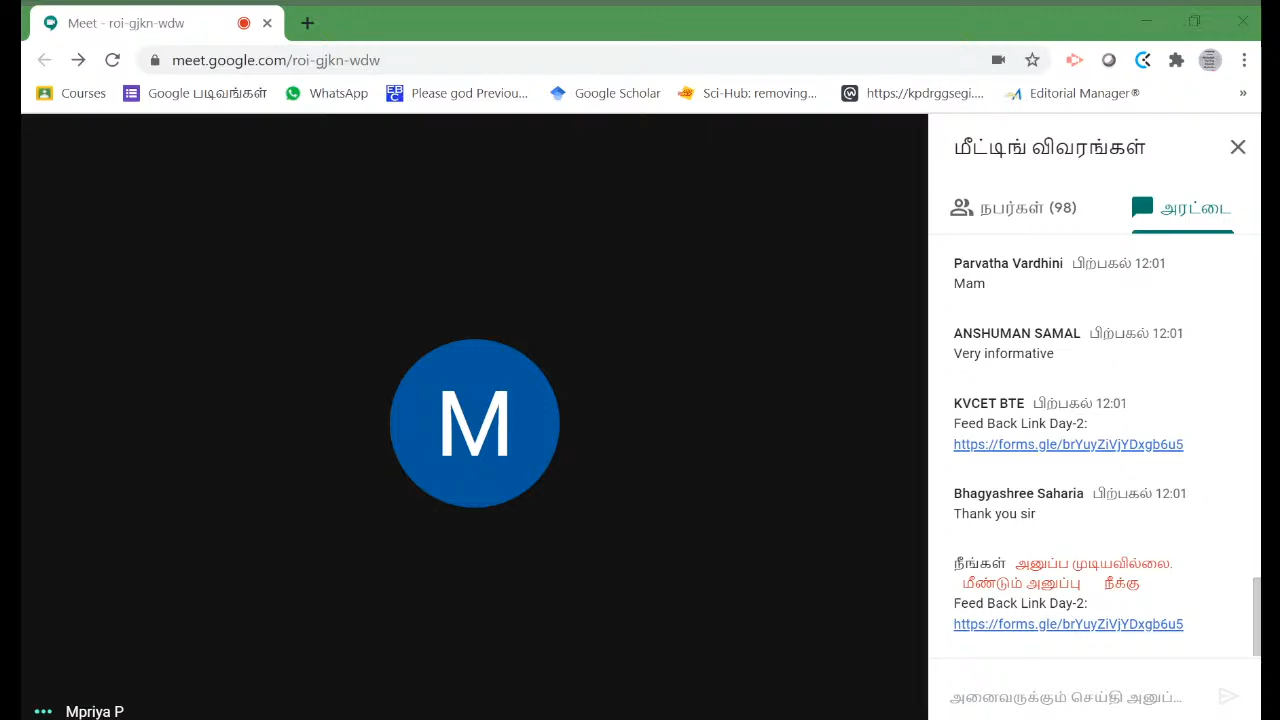 Meet - roi-gjkn-wdw
meet.google.com/roi-gjkn-wdw
Courses Google படிவங்கள் WhatsApp EBC Please god Previou... Google Scholar Sci-Hub: removing... https://kpdrggsegi.... Editorial Manager® »
மீட்டிங் விவரங்கள்
நபர்கள் (98) அரட்டை
Parvatha Vardhini பிற்பகல் 12:01
Mam
ANSHUMAN SAMAL பிற்பகல் 12:01
Very informative
KVCET BTE பிற்பகல் 12:01
Feed Back Link Day-2:
https://forms.gle/brYuyZiVjYDxgb6u5
Bhagyashree Saharia பிற்பகல் 12:01
Thank you sir
நீங்கள் அனுப்ப முடியவில்லை.
மீண்டும் அனுப்பு நீக்கு
Feed Back Link Day-2:
https://forms.gle/brYuyZiVjYDxgb6u5
அனைவருக்கும் செய்தி அனுப்...
M
Mpriya P